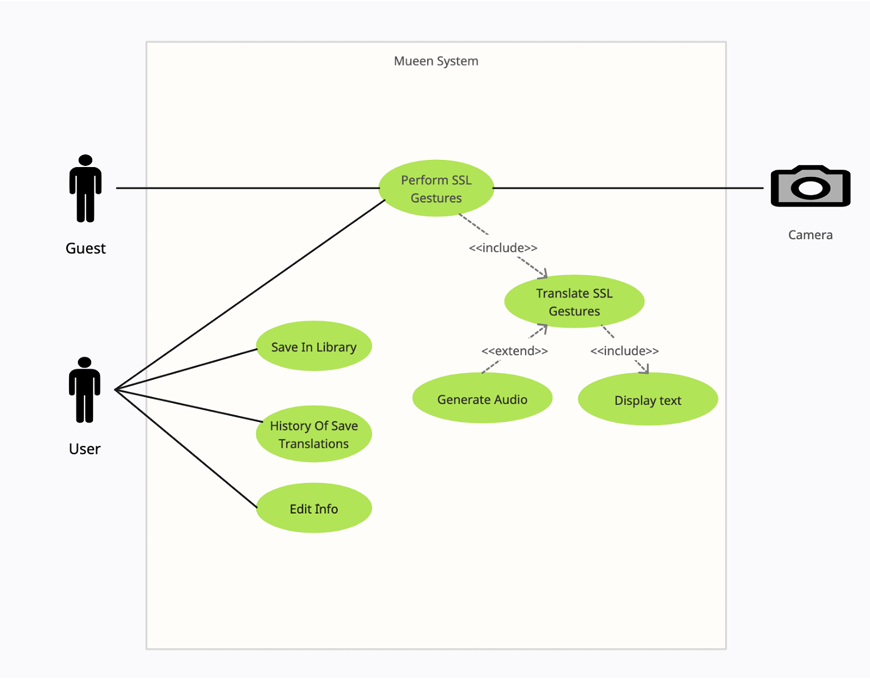 Mueen System
Perform SSL
Gestures
Guest
Camera
<<include>>
Translate SSL
Gestures
Save In Library
<<extend>>
<<include>>
Generate Audio
Display text
User
History Of Save
Translations
Edit Info